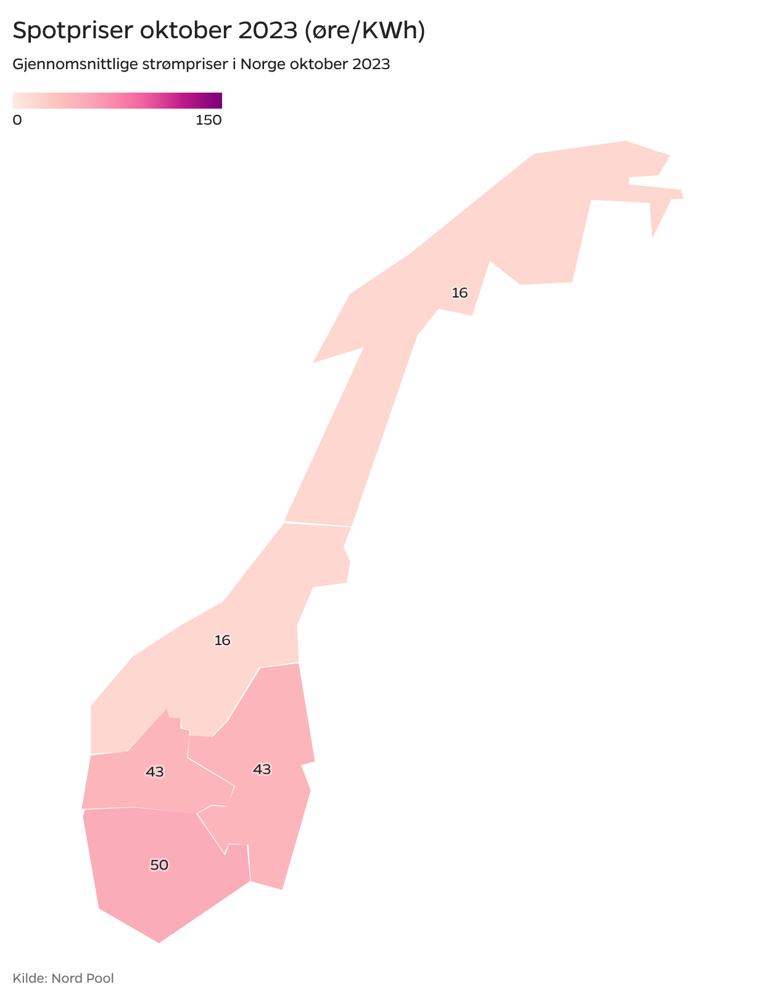 Spotpriser oktober 2023 (øre/KWh)
Gjennomsnittlige strømpriser i Norge oktober 2023
0 150
16
16
43
43
50
Kilde: Nord Pool